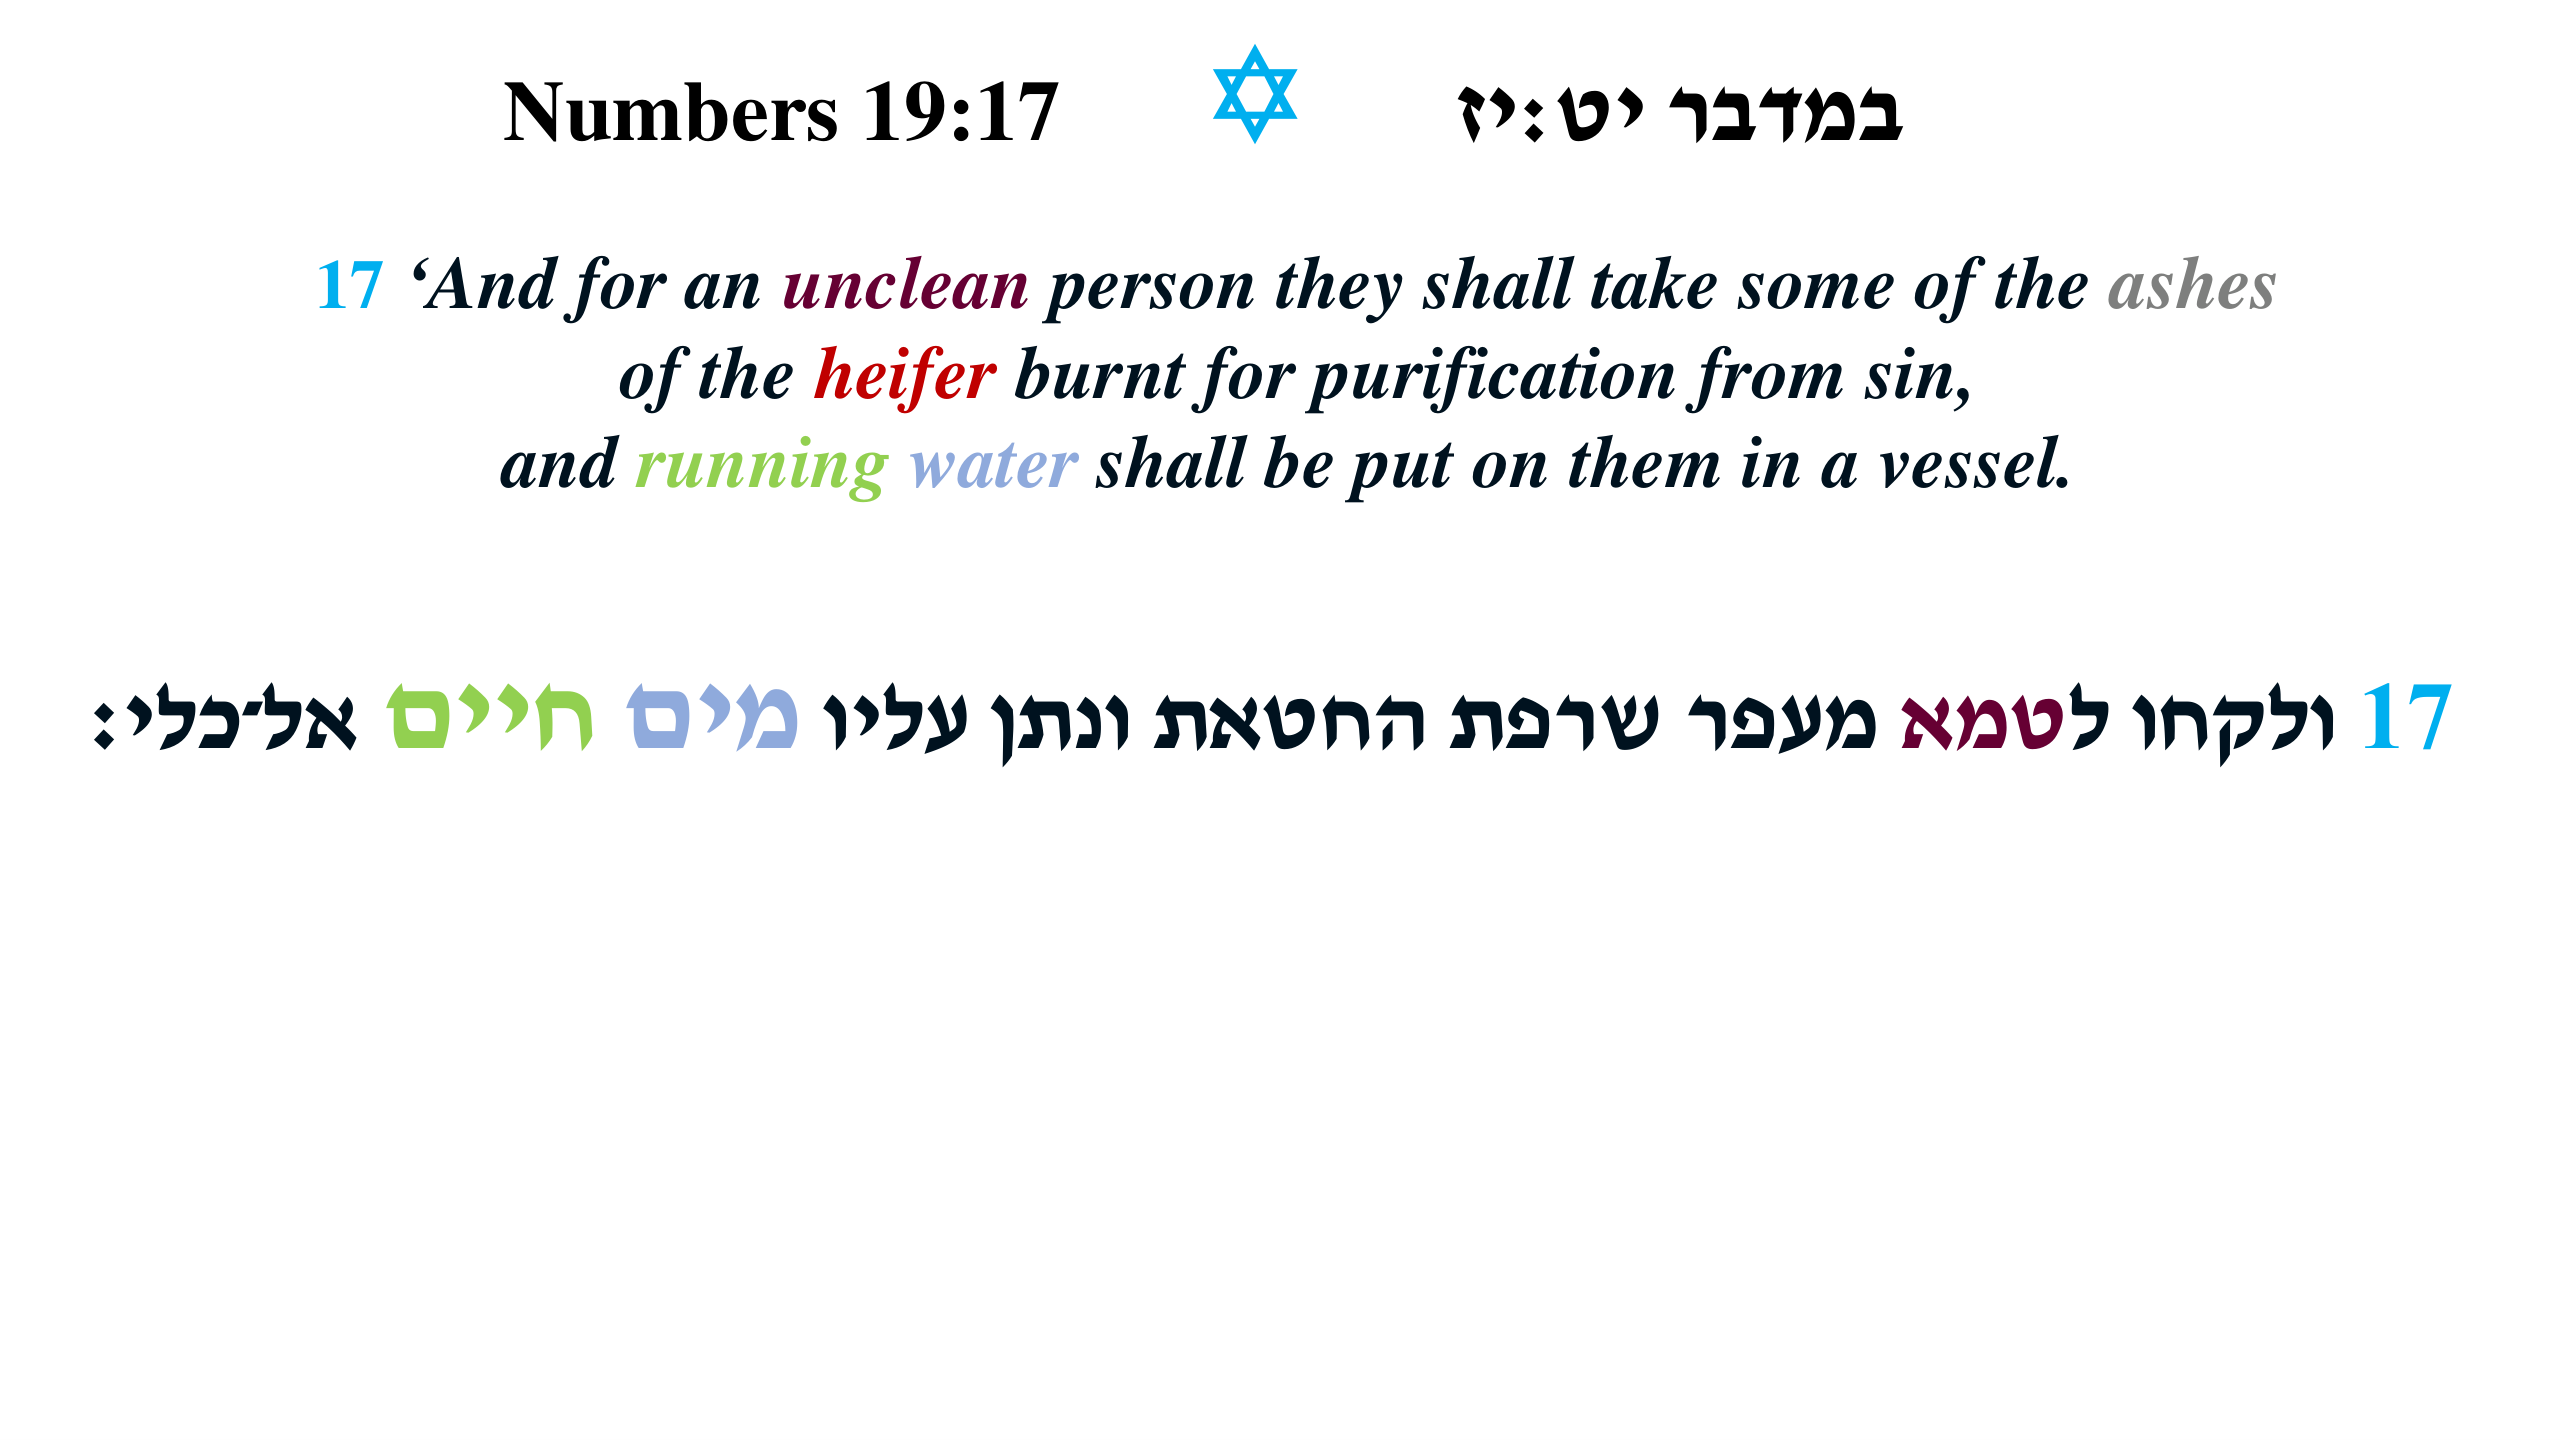 Numbers 19:17 ✡ במדבר יט:יז
17 ‘And for an unclean person they shall take some of the ashes
of the heifer burnt for purification from sin,
and running water shall be put on them in a vessel.
17 ולקחו לטמא מעפר שרפת החטאת ונתן עליו מים חיים אל־כלי: